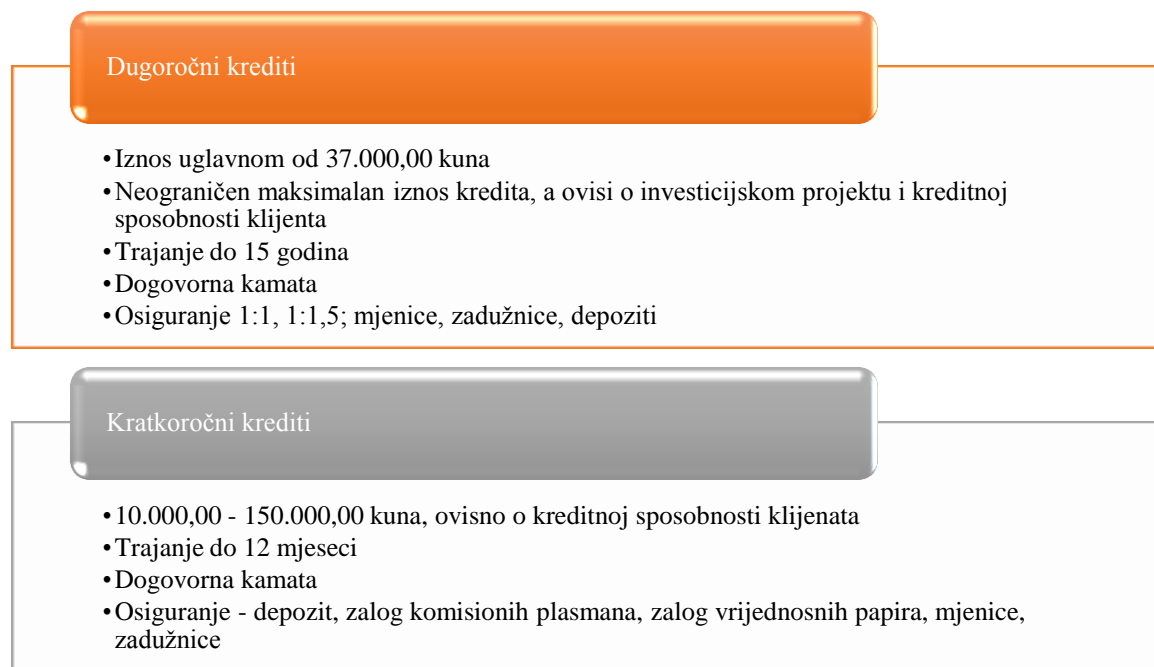 Dugoročni krediti
•Iznos uglavnom od 37.000,00 kuna
•Neograničen maksimalan iznos kredita, a ovisi o investicijskom projektu i kreditnoj
sposobnosti klijenta
•Trajanje do 15 godina
•Dogovorna kamata
•Osiguranje 1:1, 1:1,5; mjenice, zadužnice, depoziti
Kratkoročni krediti
•10.000,00 - 150.000,00 kuna, ovisno o kreditnoj sposobnosti klijenata
•Trajanje do 12 mjeseci
•Dogovorna kamata
•Osiguranje - depozit, zalog komisionih plasmana, zalog vrijednosnih papira, mjenice,
zadužnice